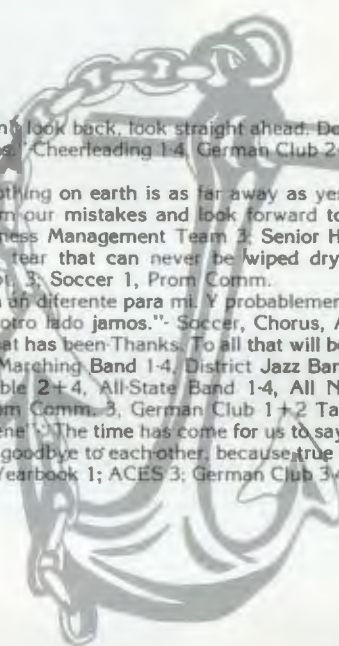 look back, look straight ahead. Do
Cheerleading 1-4, German Club 2
othing on earth is as far away as yes
m our mistakes and look forward to
ness Management Team 3; Senior H
tear that can never be wiped dry
pt. 3; Soccer 1, Prom Comm.
an diferente para mi. Y probablemer
otro lado jamos."- Soccer, Chorus, A
at has been-Thanks. To all that will be
Marching Band 1-4, District Jazz Ban
ble 2+4, All-State Band 1-4, All N
om Comm. 3, German Club 1+2 Ta
ene"-"The time has come for us to say
goodbye to each other, because true
Yearbook 1; ACES 3; German Club 3